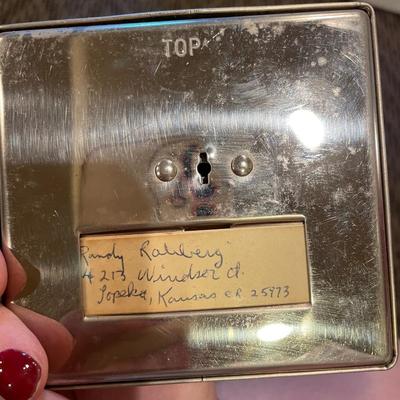 TOP
Randy Rahberg
4213 Windsor Ct.
Topeka, Kansas CR 25973